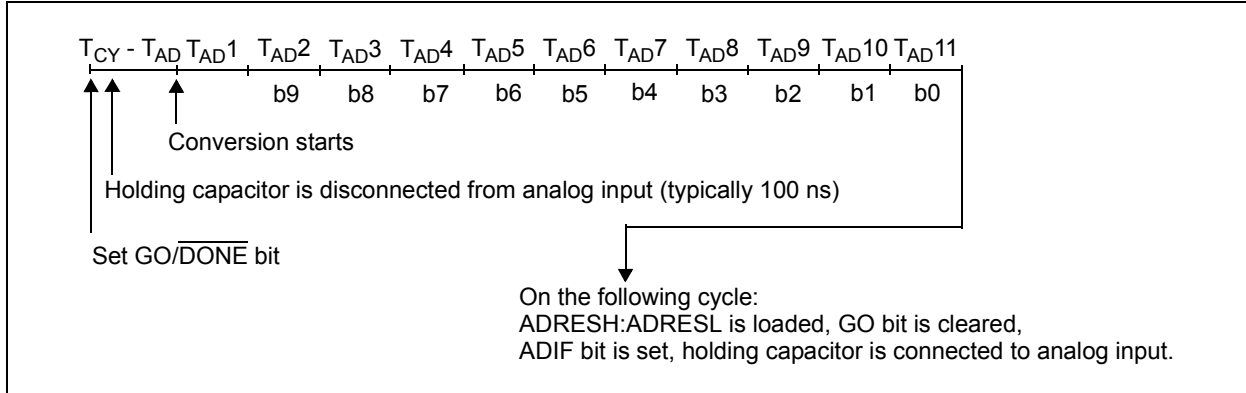 TCY - TAD TAD1 TAD2 TAD3 TAD4 TAD5 TAD6 TAD7 TAD8 TAD9 TAD10 TAD11
b9 b8 b7 b6 b5 b4 b3 b2 b1 b0
Conversion starts
Holding capacitor is disconnected from analog input (typically 100 ns)
Set GO/DONE bit
On the following cycle:
ADRESH:ADRESL is loaded, GO bit is cleared,
ADIF bit is set, holding capacitor is connected to analog input.